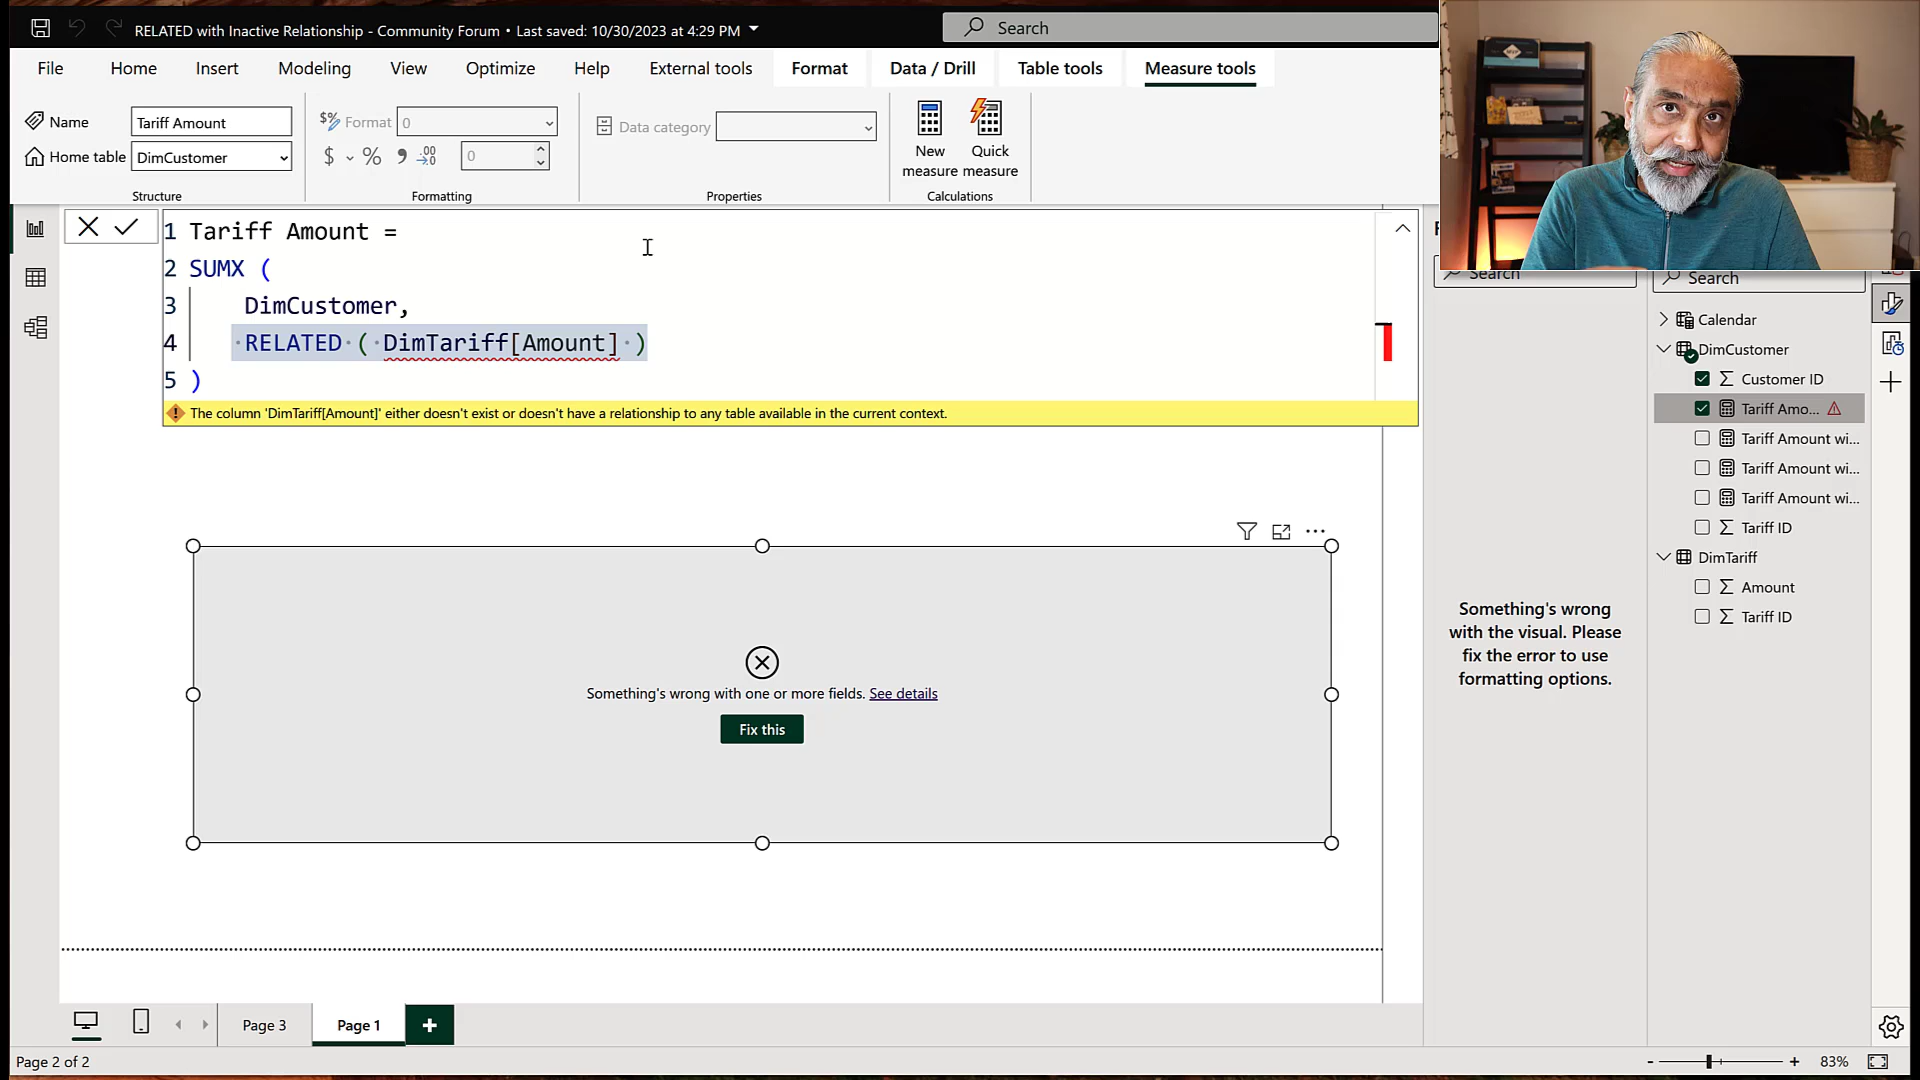 RELATED with Inactive Relationship - Community Forum • Last saved: 10/30/2023 at 4:29 PM
Search
File Home Insert Modeling View Optimize Help External tools Format Data / Drill Table tools Measure tools
Name Tariff Amount
Home table DimCustomer
Structure
$% Format 0
$ % 0
Formatting
Data category
Properties
New measure
Quick measure
Calculations
1 Tariff Amount =
2 SUMX (
3 DimCustomer,
4 RELATED ( DimTariff[Amount] )
5 )
The column 'DimTariff[Amount]' either doesn't exist or doesn't have a relationship to any table available in the current context.
Something's wrong with one or more fields. See details
Fix this
Search
Something's wrong
with the visual. Please
fix the error to use
formatting options.
Search
Calendar
DimCustomer
Customer ID
Tariff Amo...
Tariff Amount wi...
Tariff Amount wi...
Tariff Amount wi...
Tariff ID
DimTariff
Amount
Tariff ID
Page 3 Page 1 +
Page 2 of 2
- + 83%